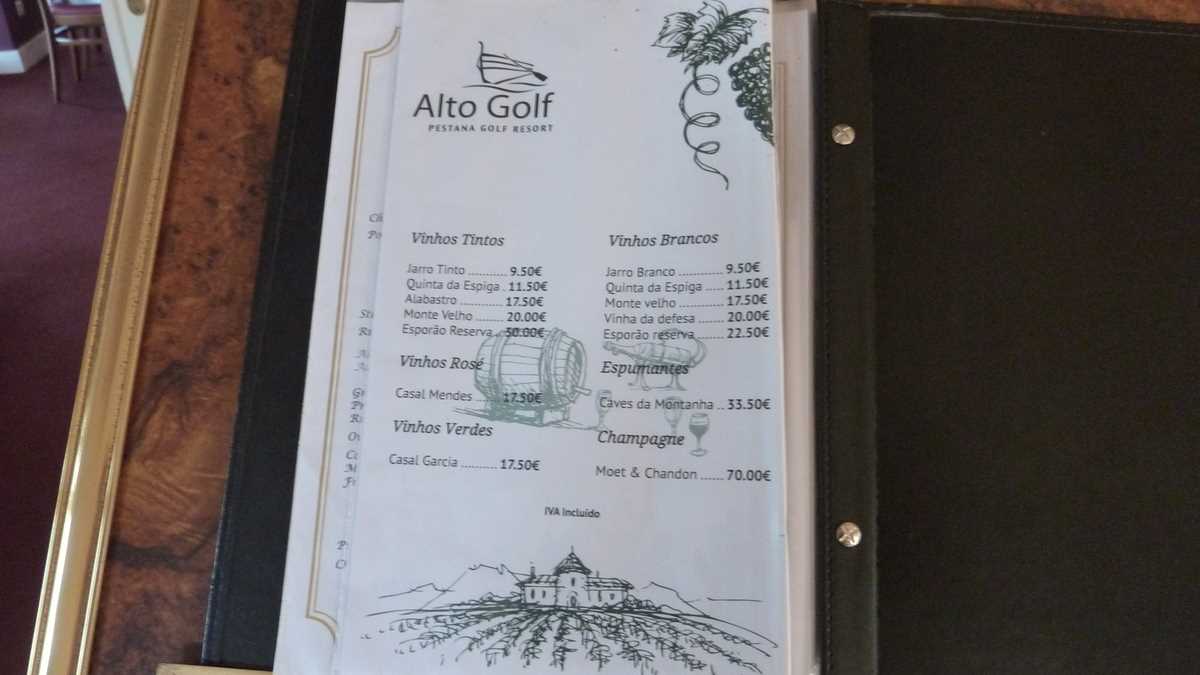 Alto Golf
PESTANA GOLF RESORT
Vinhos Tintos
Jarro Tinto ........... 9.50€
Quinta da Espiga . 11.50€
Alabastro ............ 17.50€
Monte Velho ........ 20.00€
Esporão Reserva .. 50.00€
Vinhos Rosé
Casal Mendes ....... 17.50€
Vinhos Verdes
Casal Garcia .......... 17.50€
Vinhos Brancos
Jarro Branco ............ 9.50€
Quinta da Espiga ..... 11.50€
Monte velho ........... 17.50€
Vinha da defesa ....... 20.00€
Esporão reserva ....... 22.50€
Espumantes
Caves da Montanha .. 33.50€
Champagne
Moet & Chandon ...... 70.00€
IVA Incluído